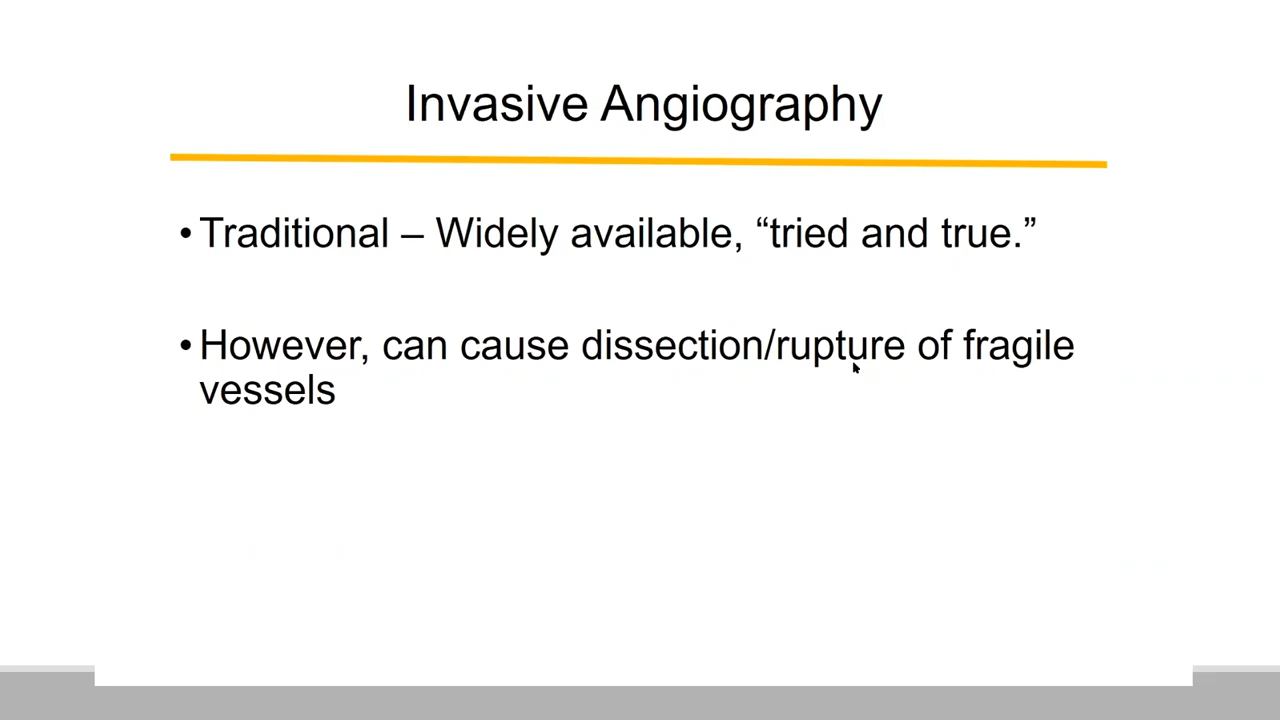 Invasive Angiography
• Traditional – Widely available, “tried and true.”
• However, can cause dissection/rupture of fragile
vessels